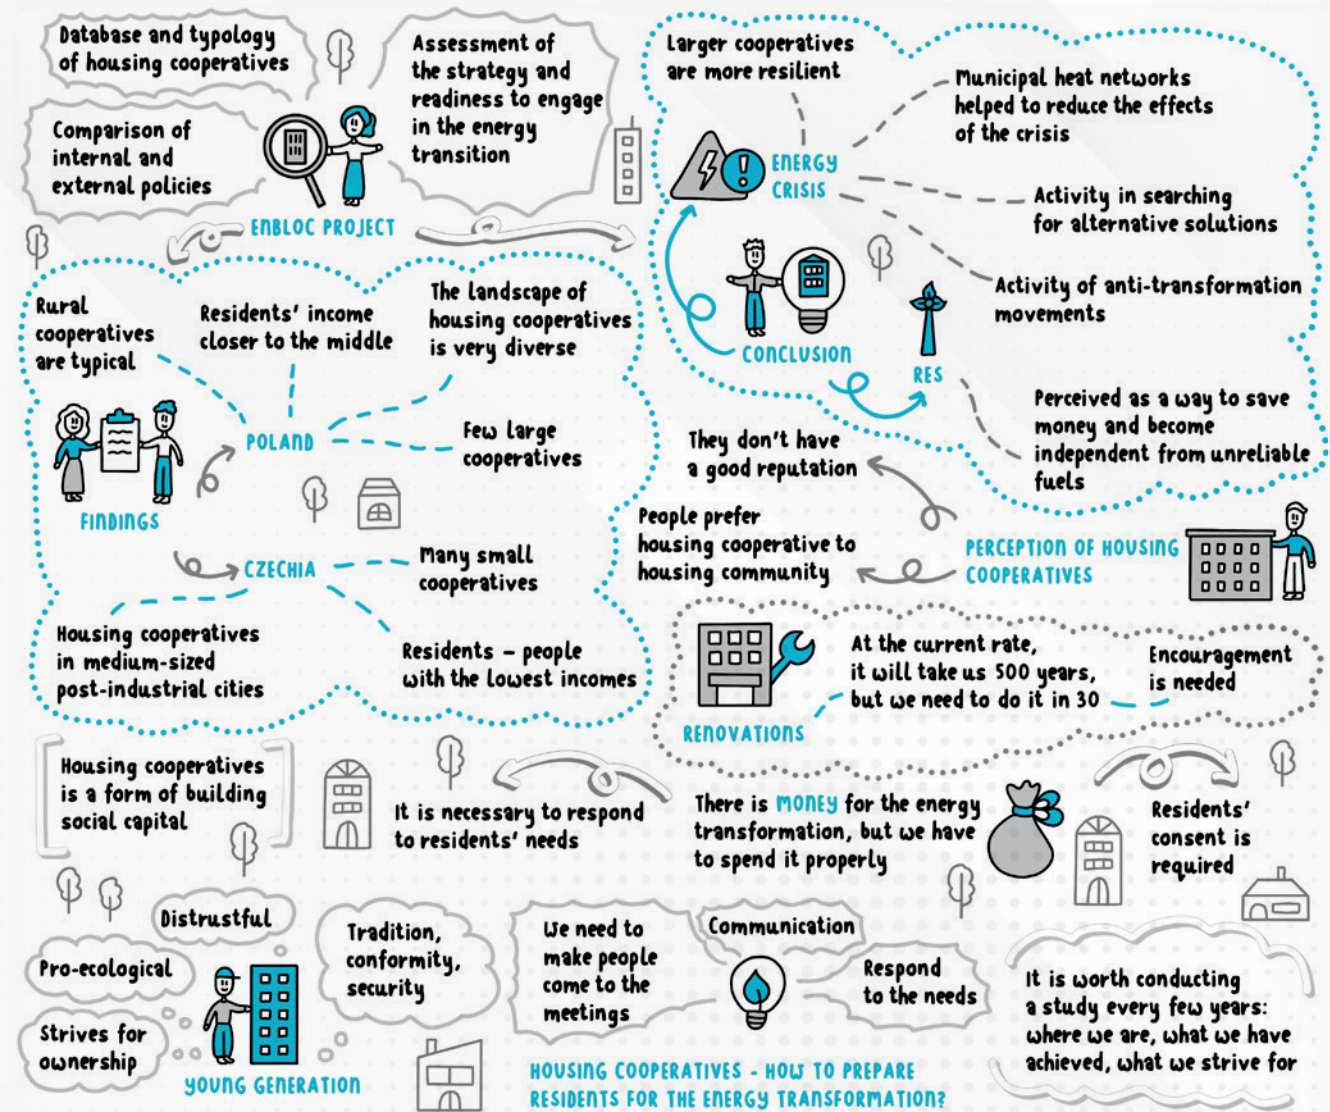 Database and typology
of housing cooperatives
Comparison of
internal and
external policies
Assessment of
the strategy and
readiness to engage
in the energy
transition
ENBLOC PROJECT
Larger cooperatives
are more resilient
Municipal heat networks
helped to reduce the effects
of the crisis
ENERGY
CRISIS
Activity in searching
for alternative solutions
Activity of anti-transformation
movements
CONCLUSION
RES
Perceived as a way to save
money and become
independent from unreliable
fuels
Rural
cooperatives
are typical
Residents' income
closer to the middle
The landscape of
housing cooperatives
is very diverse
POLAND
Few large
cooperatives
FINDINGS
CZECHIA
Many small
cooperatives
Housing cooperatives
in medium-sized
post-industrial cities
Residents – people
with the lowest incomes
They don't have
a good reputation
People prefer
housing cooperative to
housing community
PERCEPTION OF HOUSING
COOPERATIVES
At the current rate,
it will take us 500 years,
but we need to do it in 30
Encouragement
is needed
RENOVATIONS
Housing cooperatives
is a form of building
social capital
It is necessary to respond
to residents' needs
There is MONEY for the energy
transformation, but we have
to spend it properly
Residents'
consent is
required
Distrustful
Pro-ecological
Strives for
ownership
Tradition,
conformity,
security
YOUNG GENERATION
We need to
make people
come to the
meetings
Communication
Respond
to the needs
HOUSING COOPERATIVES - HOW TO PREPARE
RESIDENTS FOR THE ENERGY TRANSFORMATION?
It is worth conducting
a study every few years:
where we are, what we have
achieved, what we strive for